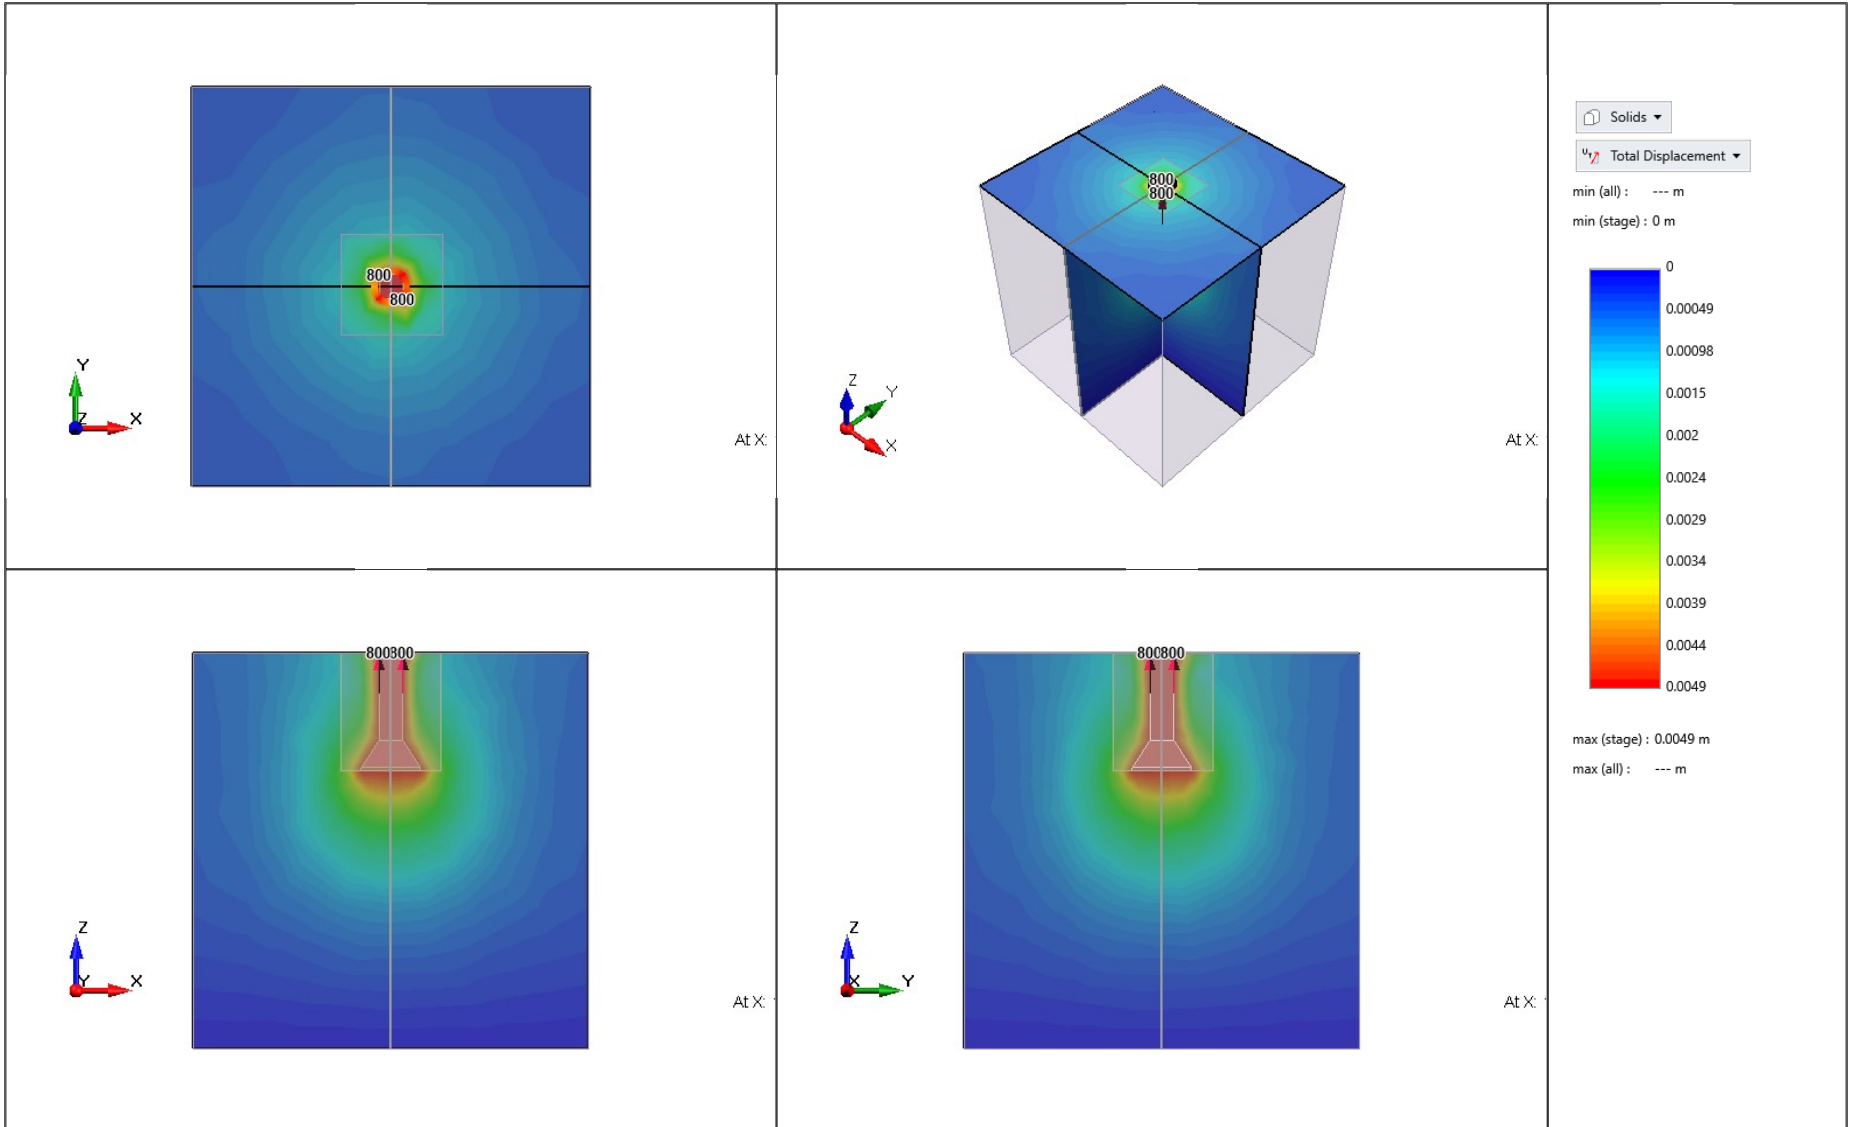 800
800
Y
Z
X
At X:
800
800
Z
Y
X
At X:
Solids
UT Total Displacement
min (all) : --- m
min (stage) : 0 m
0
0.00049
0.00098
0.0015
0.002
0.0024
0.0029
0.0034
0.0039
0.0044
0.0049
max (stage) : 0.0049 m
max (all) : --- m
800800
Z
Y
X
At X:
800800
Z
X
Y
At X: